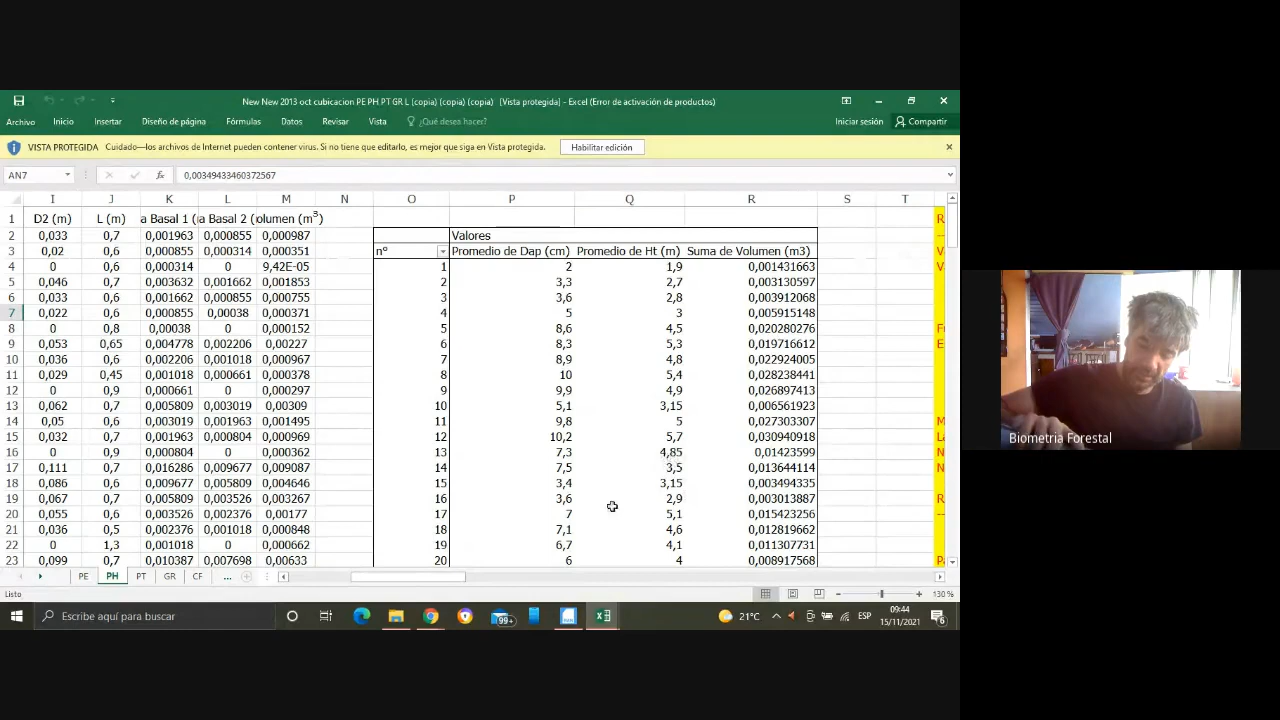 New New 2013 oct cubicacion PE PH PT GR L (copia) (copia) (copia) [Vista protegida] - Excel (Error de activación de productos)
Archivo Inicio Insertar Diseño de página Fórmulas Datos Revisar Vista ¿Qué desea hacer? Iniciar sesión Compartir
VISTA PROTEGIDA Cuidado—los archivos de Internet pueden contener virus. Si no tiene que editarlo, es mejor que siga en Vista protegida. Habilitar edición
AN7 fx 0,00349433460372567
I J K L M N O P Q R S T
1 D2 (m) L (m) a Basal 1 ( a Basal 2 ( olumen (m³) R
2 0,033 0,7 0,001963 0,000855 0,000987 Valores
3 0,02 0,6 0,000855 0,000314 0,000351 n° Promedio de Dap (cm) Promedio de Ht (m) Suma de Volumen (m3)
4 0 0,6 0,000314 0 9,42E-05 1 2 1,9 0,001431663
5 0,046 0,7 0,003632 0,001662 0,001853 2 3,3 2,7 0,003130597
6 0,033 0,6 0,001662 0,000855 0,000755 3 3,6 2,8 0,003912068
7 0,022 0,6 0,000855 0,00038 0,000371 4 5 3 0,005915148
8 0 0,8 0,00038 0 0,000152 5 8,6 4,5 0,020280276
9 0,053 0,65 0,004778 0,002206 0,00227 6 8,3 5,3 0,019716612
10 0,036 0,6 0,002206 0,001018 0,000967 7 8,9 4,8 0,022924005
11 0,029 0,45 0,001018 0,000661 0,000378 8 10 5,4 0,028238441
12 0 0,9 0,000661 0 0,000297 9 9,9 4,9 0,026897413
13 0,062 0,7 0,005809 0,003019 0,00309 10 5,1 3,15 0,006561923
14 0,05 0,6 0,003019 0,001963 0,001495 11 9,8 5 0,027303307
15 0,032 0,7 0,001963 0,000804 0,000969 12 10,2 5,7 0,030940918
16 0 0,9 0,000804 0 0,000362 13 7,3 4,85 0,01423599
17 0,111 0,7 0,016286 0,009677 0,009087 14 7,5 3,5 0,013644114
18 0,086 0,6 0,009677 0,005809 0,004646 15 3,4 3,15 0,003494335
19 0,067 0,7 0,005809 0,003526 0,003267 16 3,6 2,9 0,003013887
20 0,055 0,6 0,003526 0,002376 0,00177 17 7 5,1 0,015423256
21 0,036 0,5 0,002376 0,001018 0,000848 18 7,1 4,6 0,012819662
22 0 1,3 0,001018 0 0,000662 19 6,7 4,1 0,011307731
23 0,099 0,7 0,010387 0,007698 0,00633 20 6 4 0,008917568
PE PH PT GR CF ...
Listo 130 %
Escribe aquí para buscar 99+ 21°C ESP 09:44
15/11/2021 6
Biometria Forestal